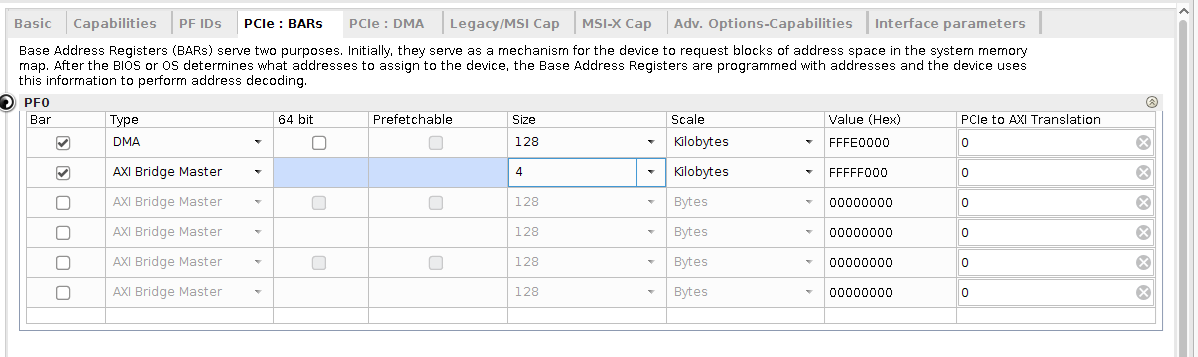 Basic Capabilities PF IDs PCIe : BARs PCIe : DMA Legacy/MSI Cap MSI-X Cap Adv. Options-Capabilities Interface parameters
Base Address Registers (BARs) serve two purposes. Initially, they serve as a mechanism for the device to request blocks of address space in the system memory
map. After the BIOS or OS determines what addresses to assign to the device, the Base Address Registers are programmed with addresses and the device uses
this information to perform address decoding.
PF0
Bar Type 64 bit Prefetchable Size Scale Value (Hex) PCIe to AXI Translation
DMA 128 Kilobytes FFFE0000 0
AXI Bridge Master 4 Kilobytes FFFFF000 0
AXI Bridge Master 128 Bytes 00000000 0
AXI Bridge Master 128 Bytes 00000000 0
AXI Bridge Master 128 Bytes 00000000 0
AXI Bridge Master 128 Bytes 00000000 0